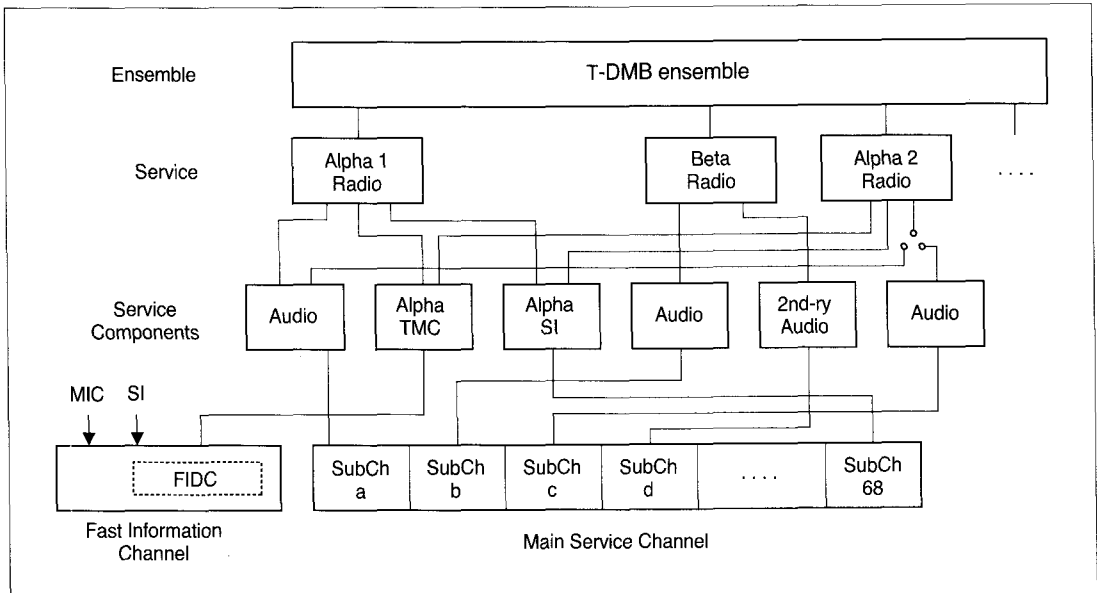 Ensemble
T-DMB ensemble
Service
Alpha 1
Radio
Beta
Radio
Alpha 2
Radio
. . . .
Service
Components
Audio
Alpha
TMC
Alpha
SI
Audio
2nd-ry
Audio
Audio
MIC
SI
FIDC
SubCh
a
SubCh
b
SubCh
c
SubCh
d
. . . .
SubCh
68
Fast Information
Channel
Main Service Channel